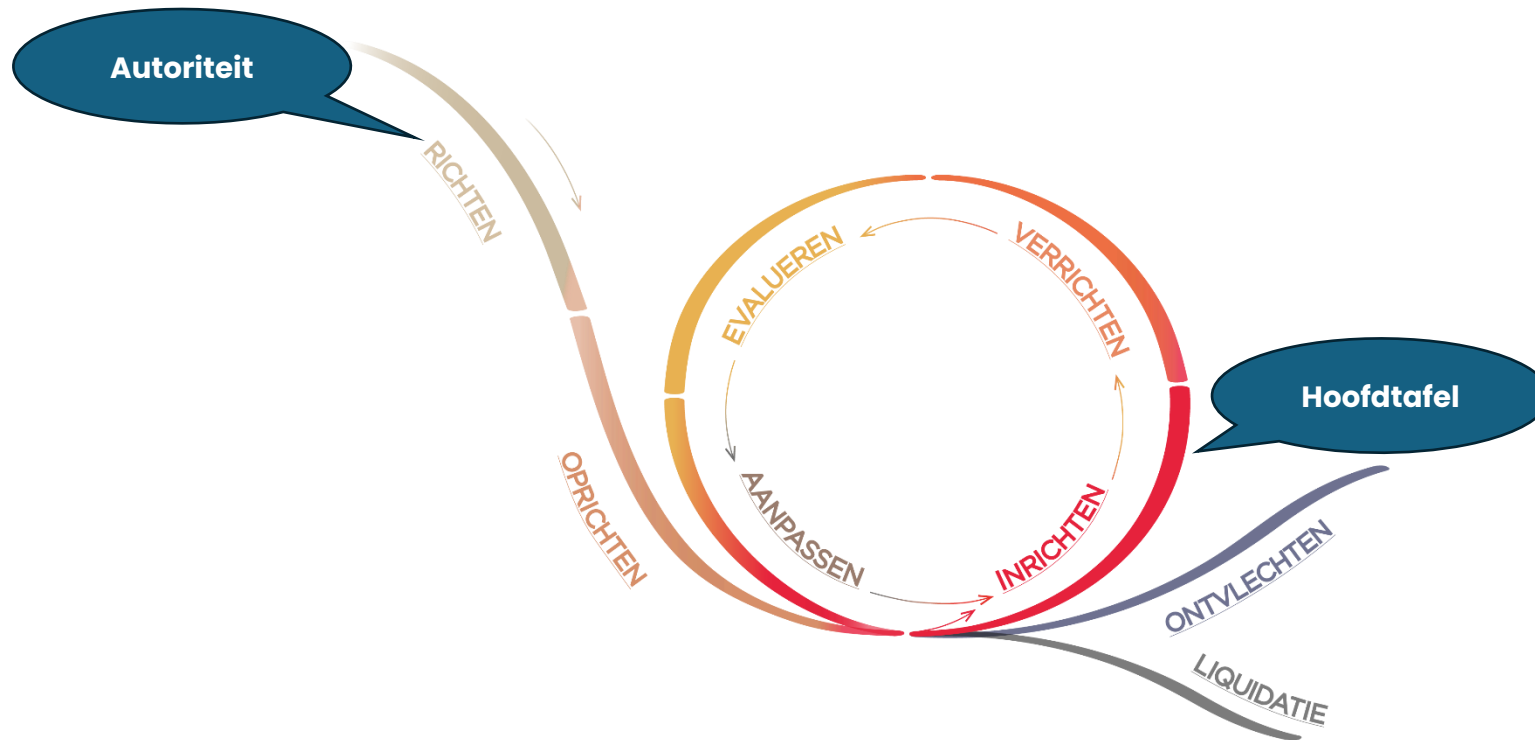 Autoriteit
RICHTEN
EVALUEREN
VERRICHTEN
Hoofdtafel
OPRICHTEN
AANPASSEN
INRICHTEN
ONTVLECHTEN
LIQUIDATIE